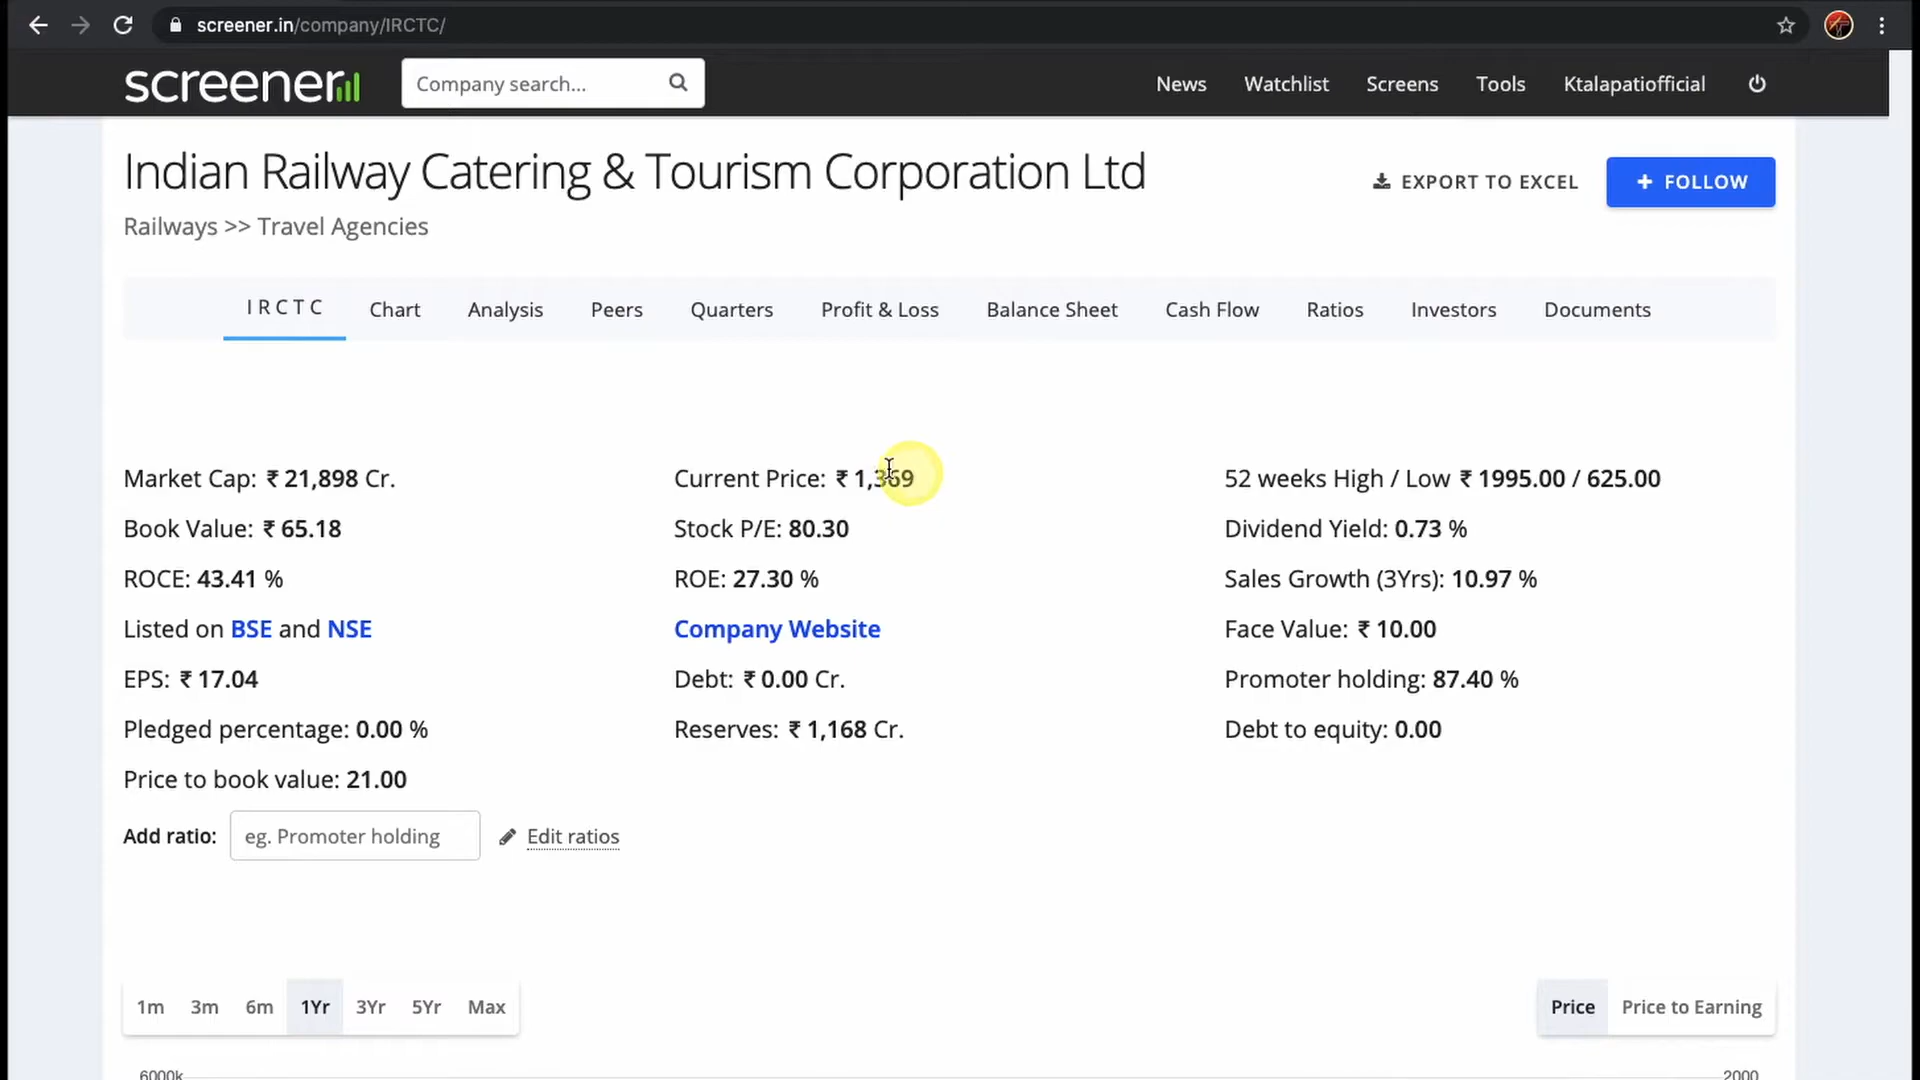 screener.in/company/IRCTC/
screener
Company search...
News Watchlist Screens Tools Ktalapatiofficial
Indian Railway Catering & Tourism Corporation Ltd
EXPORT TO EXCEL + FOLLOW
Railways >> Travel Agencies
IRCTC Chart Analysis Peers Quarters Profit & Loss Balance Sheet Cash Flow Ratios Investors Documents
Market Cap: ₹ 21,898 Cr. Current Price: ₹ 1,369 52 weeks High / Low ₹ 1995.00 / 625.00
Book Value: ₹ 65.18 Stock P/E: 80.30 Dividend Yield: 0.73 %
ROCE: 43.41 % ROE: 27.30 % Sales Growth (3Yrs): 10.97 %
Listed on BSE and NSE Company Website Face Value: ₹ 10.00
EPS: ₹ 17.04 Debt: ₹ 0.00 Cr. Promoter holding: 87.40 %
Pledged percentage: 0.00 % Reserves: ₹ 1,168 Cr. Debt to equity: 0.00
Price to book value: 21.00
Add ratio: eg. Promoter holding Edit ratios
1m 3m 6m 1Yr 3Yr 5Yr Max Price Price to Earning
6000k 2000